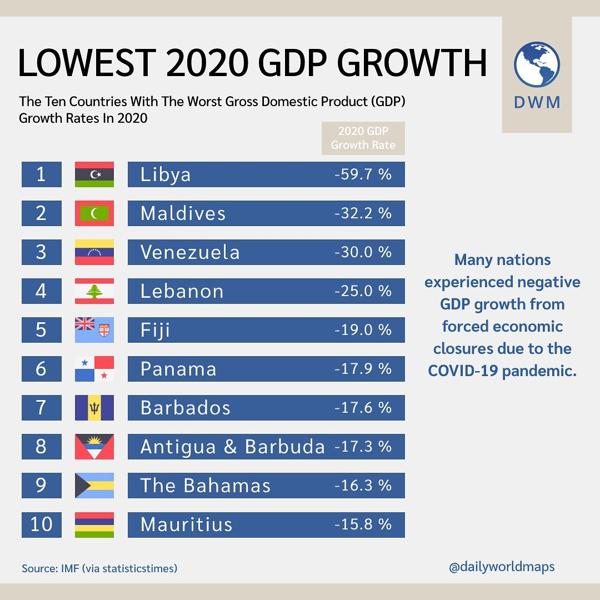 LOWEST 2020 GDP GROWTH
DWM
The Ten Countries With The Worst Gross Domestic Product (GDP)
Growth Rates In 2020
2020 GDP
Growth Rate
1 Libya -59.7 %
2 Maldives -32.2 %
3 Venezuela -30.0 %
4 Lebanon -25.0 %
5 Fiji -19.0 %
6 Panama -17.9 %
7 Barbados -17.6 %
8 Antigua & Barbuda -17.3 %
9 The Bahamas -16.3 %
10 Mauritius -15.8 %
Many nations
experienced negative
GDP growth from
forced economic
closures due to the
COVID-19 pandemic.
Source: IMF (via statisticstimes)
@dailyworldmaps